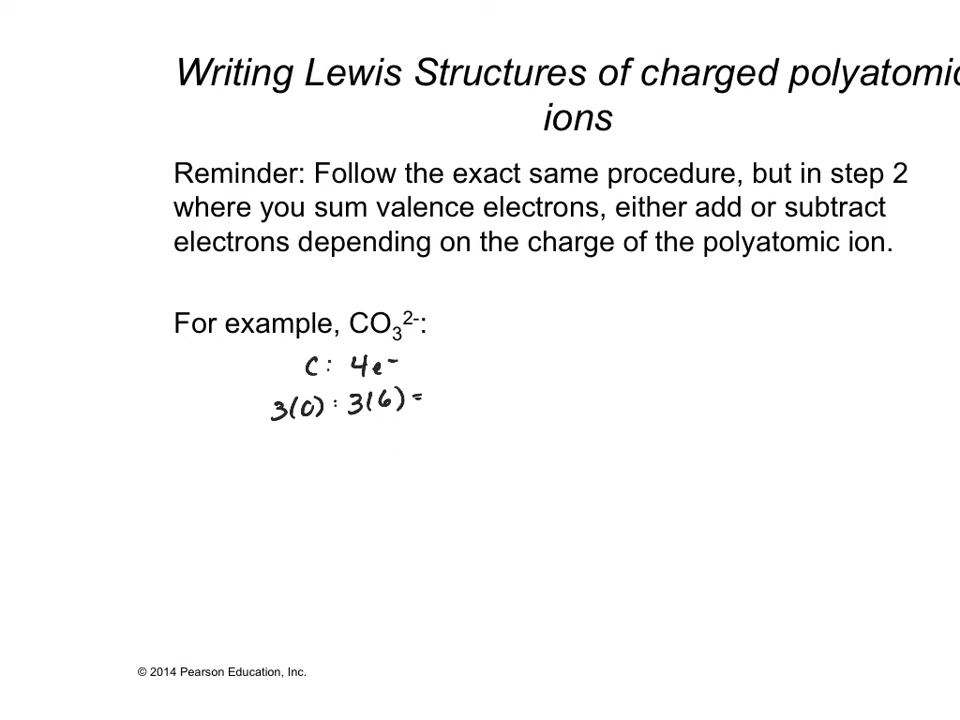 Writing Lewis Structures of charged polyatomic
ions
Reminder: Follow the exact same procedure, but in step 2
where you sum valence electrons, either add or subtract
electrons depending on the charge of the polyatomic ion.
For example, CO₃²⁻:
C: 4e⁻
3(O): 3(6) =
© 2014 Pearson Education, Inc.